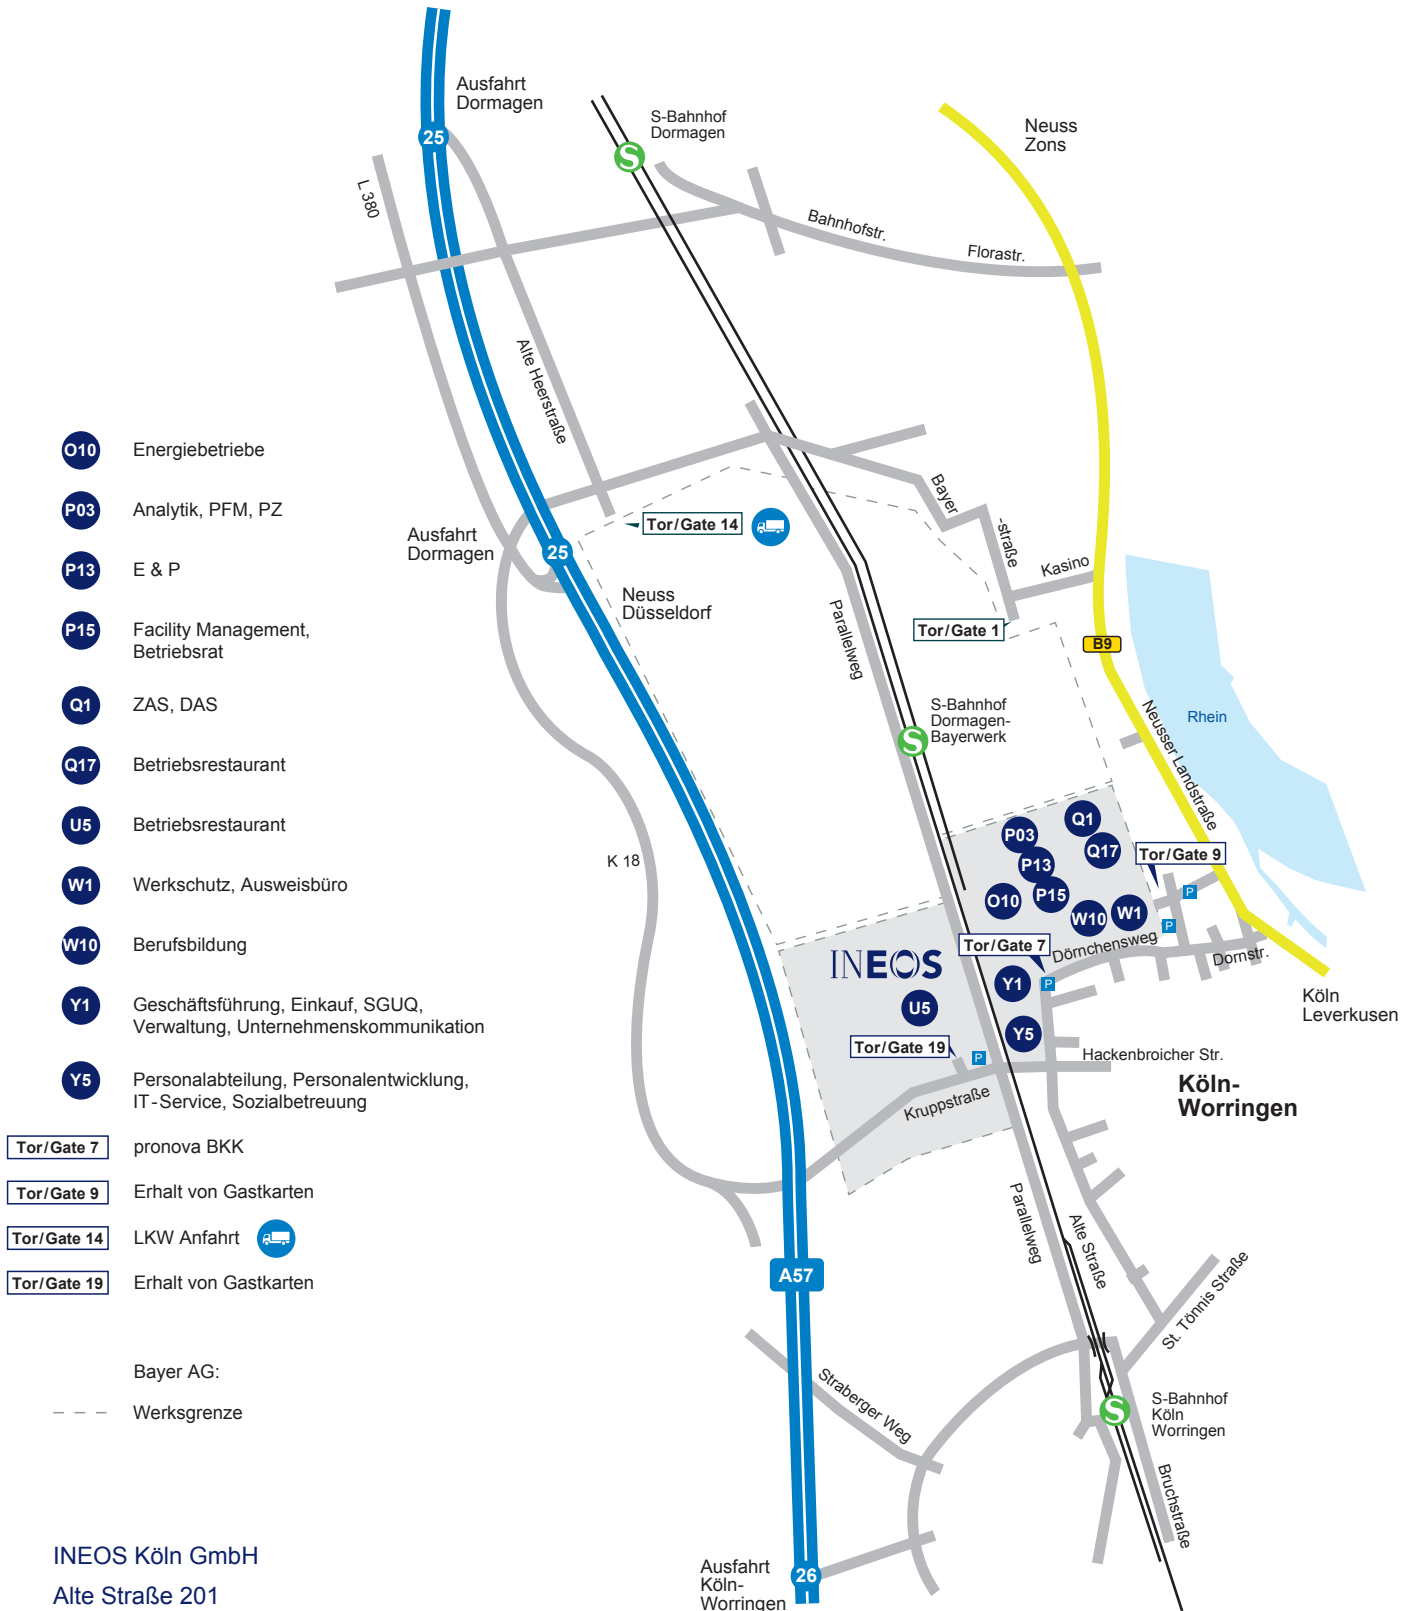 Ausfahrt
Dormagen
25
S-Bahnhof
Dormagen
S
Neuss
Zons
L 380
Bahnhofstr.
Florastr.
Alte Heerstraße
O10 Energiebetriebe
P03 Analytik, PFM, PZ
P13 E & P
P15 Facility Management,
Betriebsrat
Q1 ZAS, DAS
Q17 Betriebsrestaurant
U5 Betriebsrestaurant
W1 Werkschutz, Ausweisbüro
W10 Berufsbildung
Y1 Geschäftsführung, Einkauf, SGUQ,
Verwaltung, Unternehmenskommunikation
Y5 Personalabteilung, Personalentwicklung,
IT-Service, Sozialbetreuung
Tor/Gate 7 pronova BKK
Tor/Gate 9 Erhalt von Gastkarten
Tor/Gate 14 LKW Anfahrt
Tor/Gate 19 Erhalt von Gastkarten
Bayer AG:
Werksgrenze
INEOS Köln GmbH
Alte Straße 201
Ausfahrt
Dormagen
25
Tor/Gate 14
Neuss
Düsseldorf
Bayer
-straße
Kasino
Tor/Gate 1
B9
Parallelweg
S-Bahnhof
Dormagen-
Bayerwerk
S
Neusser Landstraße
Rhein
K 18
P03
Q1
Q17
P13
P15
O10
W10
W1
Tor/Gate 9
P
P
INEOS
Tor/Gate 7
Dörnchensweg
Dornstr.
Y1
P
U5
Y5
Köln
Leverkusen
Tor/Gate 19
P
Hackenbroicher Str.
Kruppstraße
Köln-
Worringen
Parallelweg
Alte Straße
A57
St. Tönnis Straße
Straberger Weg
S-Bahnhof
Köln
Worringen
S
Bruchstraße
Ausfahrt
Köln-
Worringen
26